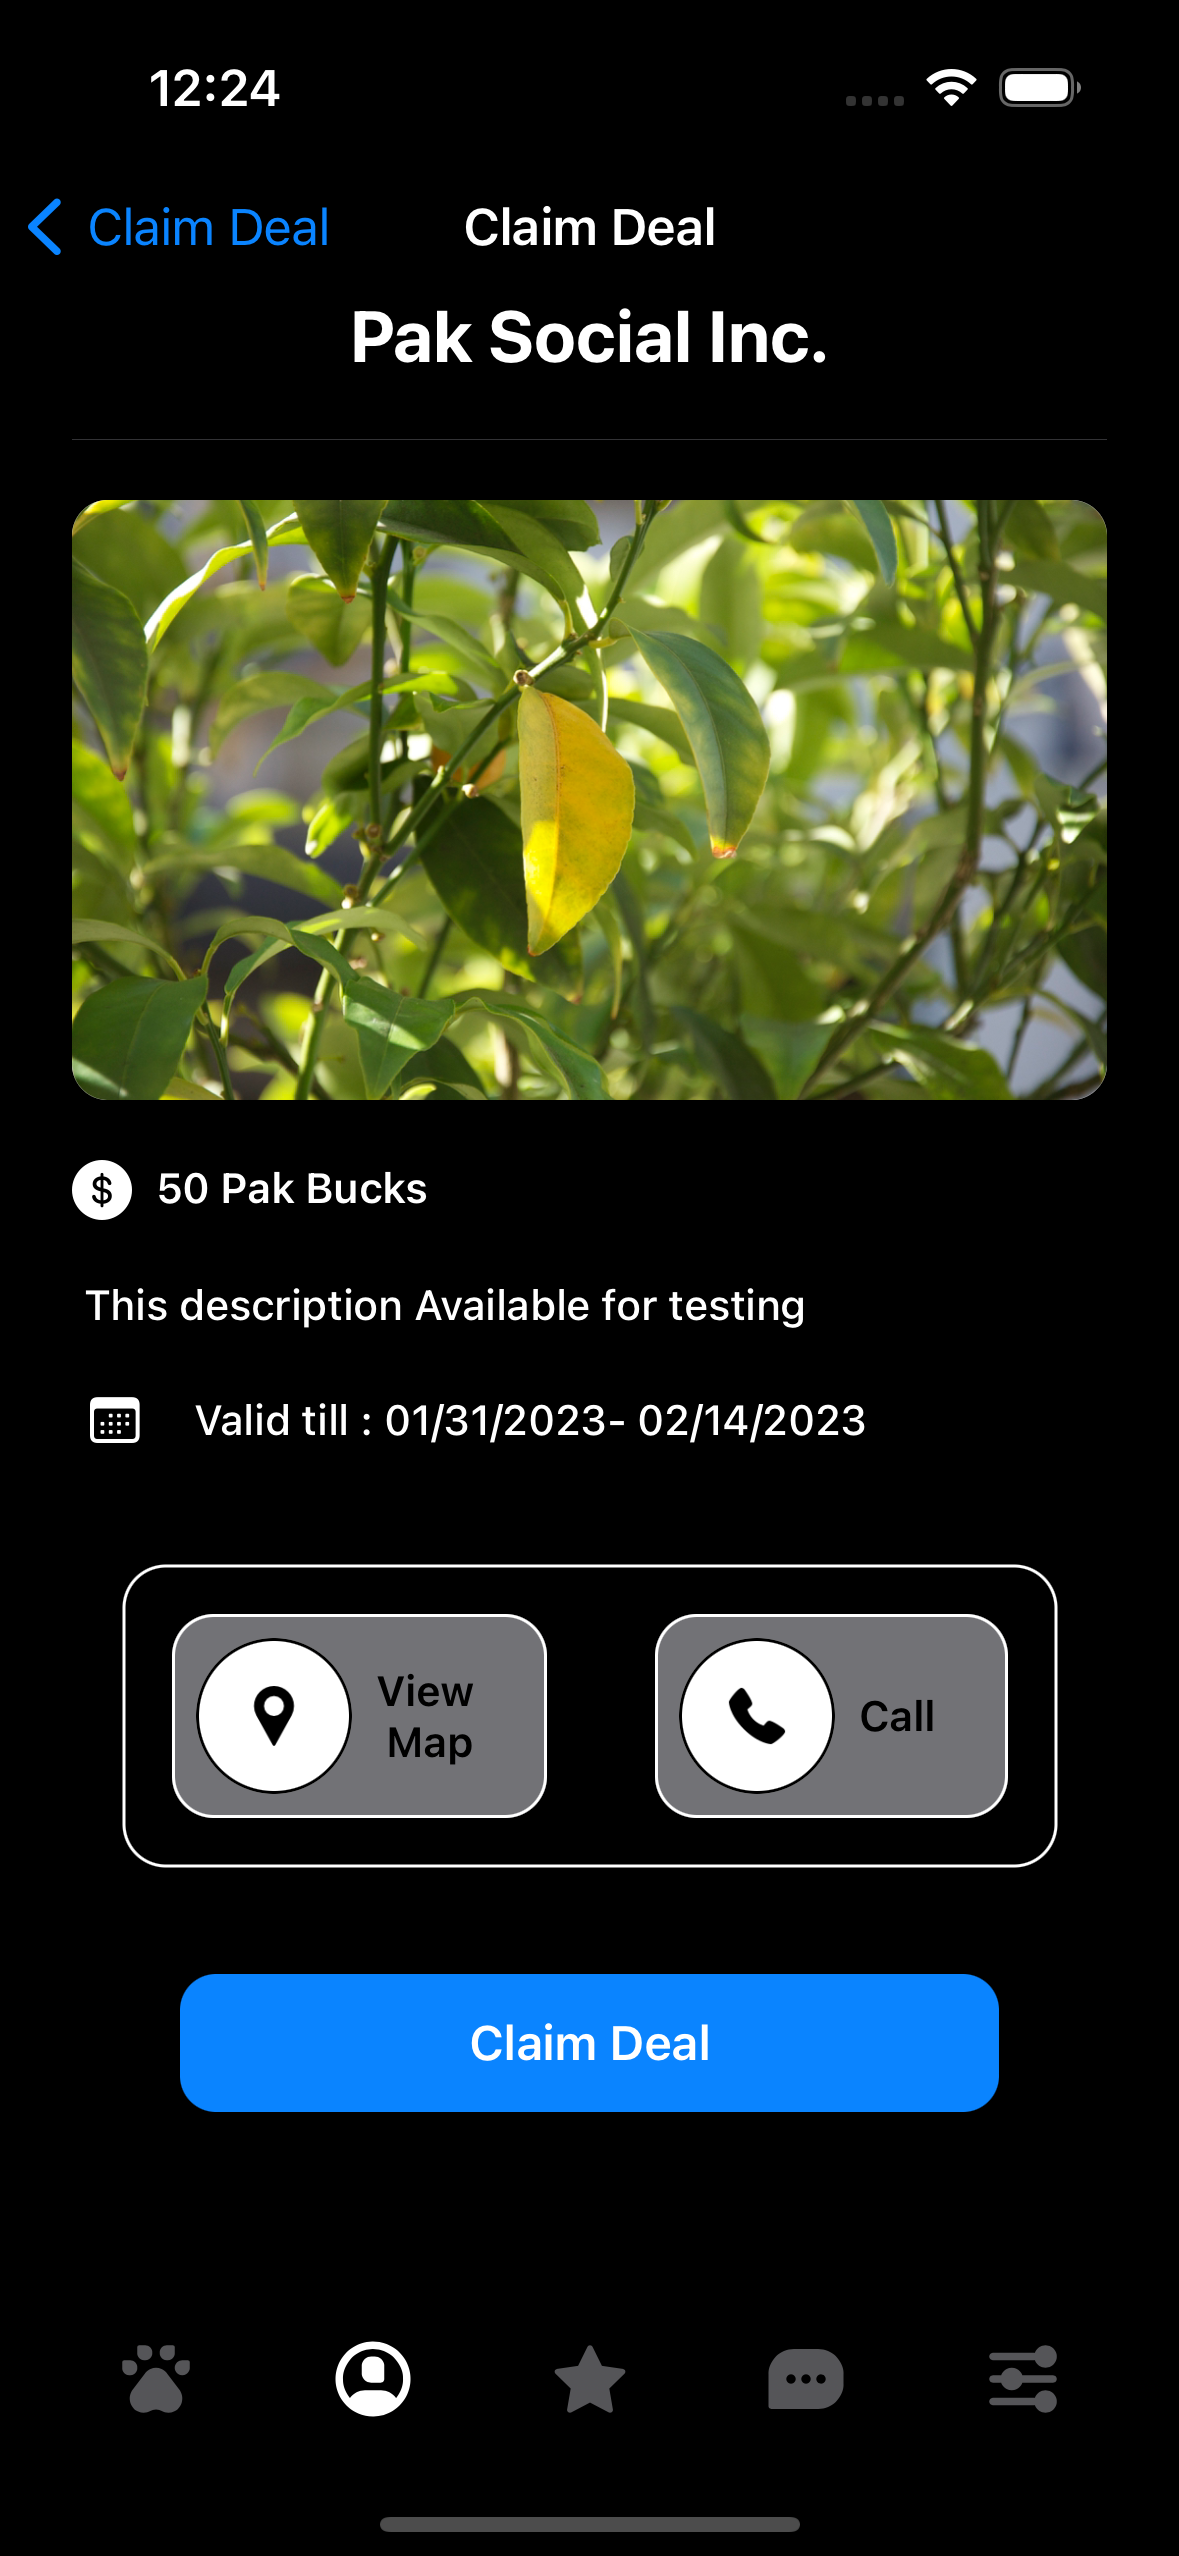 12:24
Claim Deal
Claim Deal
Pak Social Inc.
$ 50 Pak Bucks
This description Available for testing
Valid till : 01/31/2023- 02/14/2023
View
Map
Call
Claim Deal